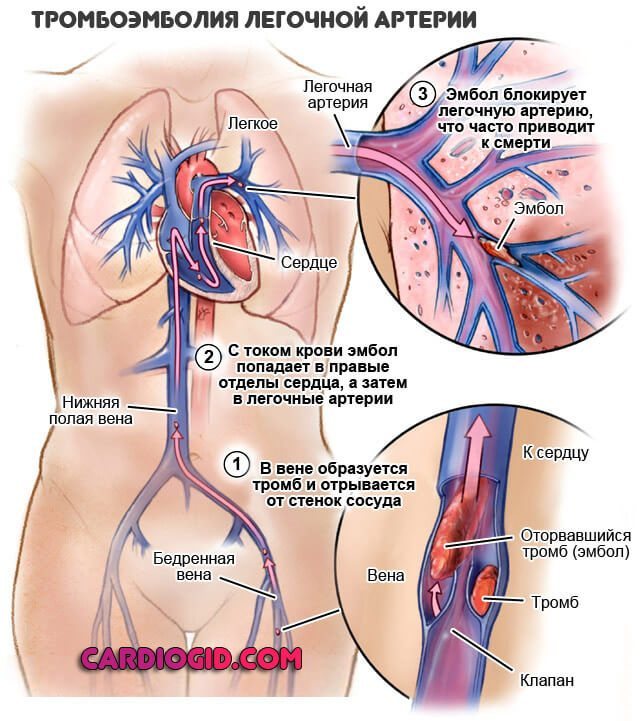 ТРОМБОЭМБОЛИЯ ЛЕГОЧНОЙ АРТЕРИИ
Легочная
артерия
Легкое
3 Эмбол блокирует
легочную артерию,
что часто приводит
к смерти
Эмбол
Сердце
2 С током крови эмбол
попадает в правые
отделы сердца, а затем
в легочные артерии
Нижняя
полая вена
1 В вене образуется
тромб и отрывается
от стенок сосуда
К сердцу
Оторвавшийся
тромб (эмбол)
Бедренная
вена
Вена
Тромб
Клапан
CARDIOGID.COM